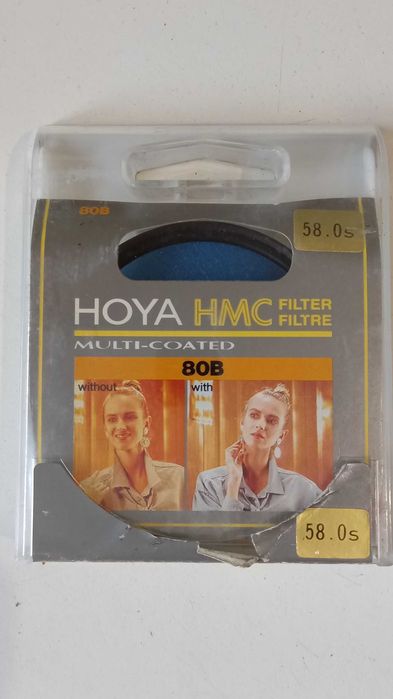 80B
58.0s
HOYA HMC FILTER
FILTRE
MULTI-COATED
80B
without
with
58.0s